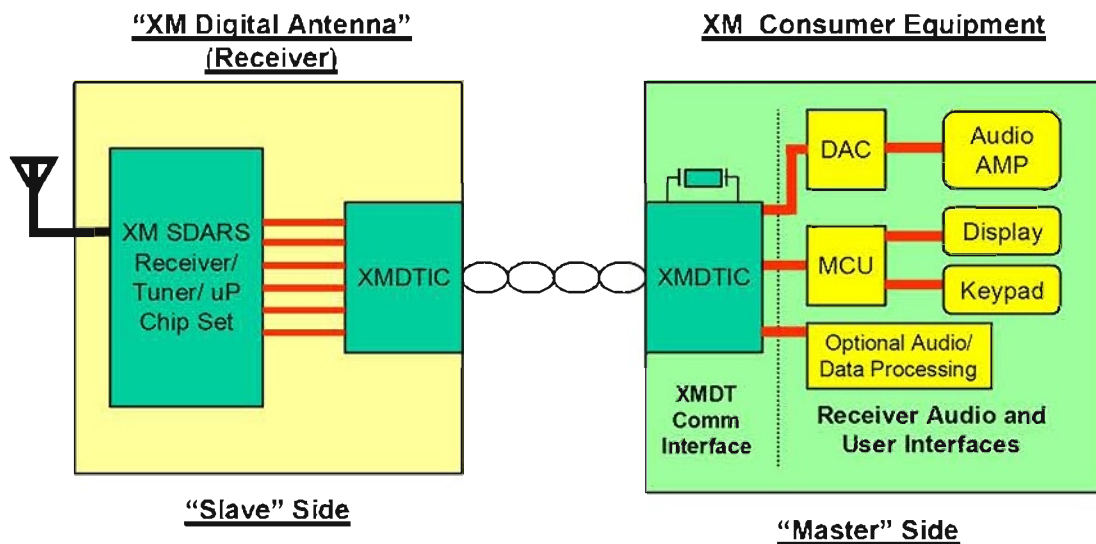 “XM Digital Antenna”
(Receiver)
XM Consumer Equipment
XM SDARS
Receiver/
Tuner/ uP
Chip Set
XMDTIC
XMDTIC
DAC
Audio
AMP
MCU
Display
Keypad
Optional Audio/
Data Processing
XMDT
Comm
Interface
Receiver Audio and
User Interfaces
“Slave” Side
“Master” Side